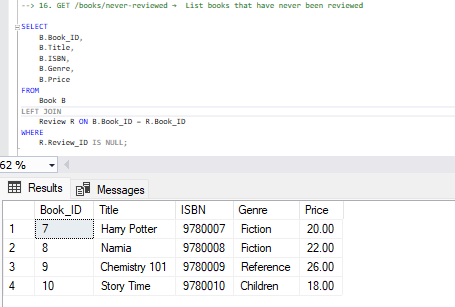 --> 16. GET /books/never-reviewed → List books that have never been reviewed
SELECT
B.Book_ID,
B.Title,
B.ISBN,
B.Genre,
B.Price
FROM
Book B
LEFT JOIN
Review R ON B.Book_ID = R.Book_ID
WHERE
R.Review_ID IS NULL;
62 %
Results Messages
Book_ID Title ISBN Genre Price
1 7 Harry Potter 9780007 Fiction 20.00
2 8 Narnia 9780008 Fiction 22.00
3 9 Chemistry 101 9780009 Reference 26.00
4 10 Story Time 9780010 Children 18.00